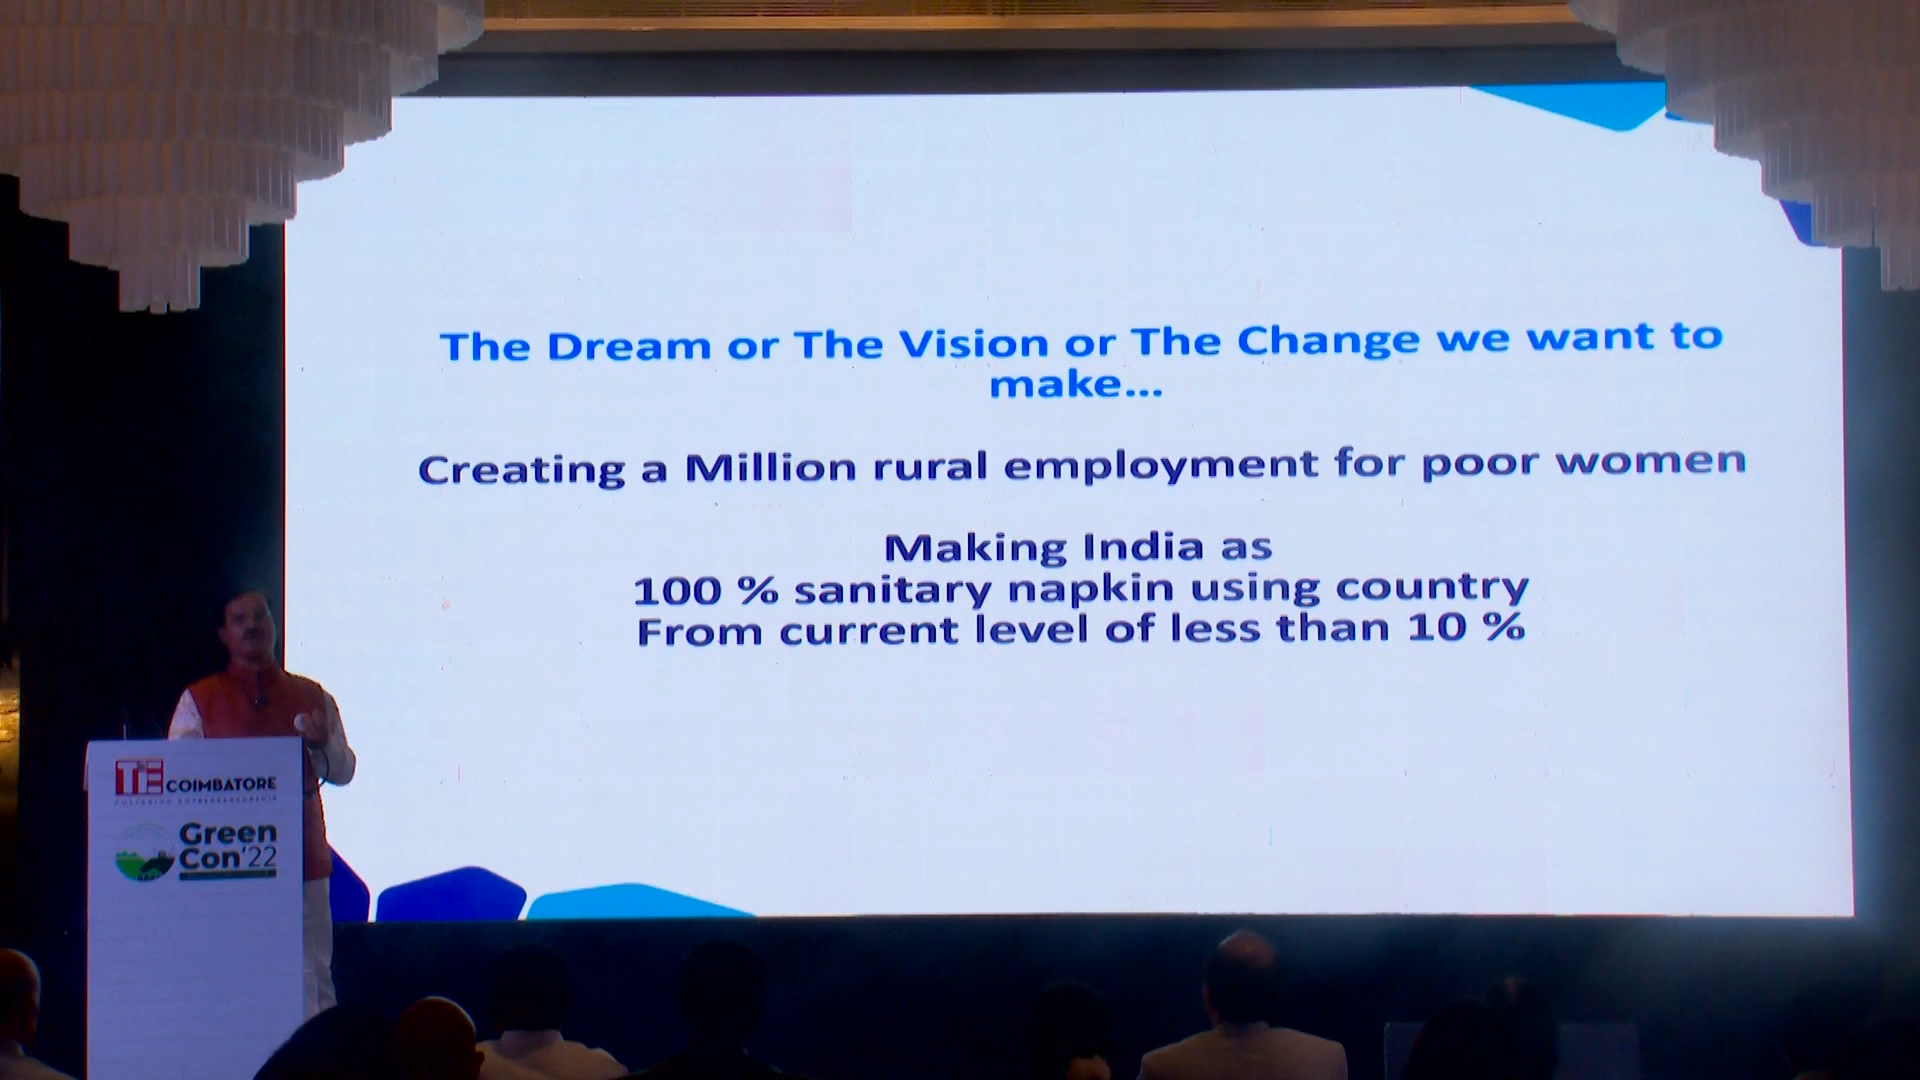 The Dream or The Vision or The Change we want to
make...
Creating a Million rural employment for poor women
Making India as
100 % sanitary napkin using country
From current level of less than 10 %
TiE COIMBATORE
FOSTERING ENTREPRENEURSHIP
Green
Con'22